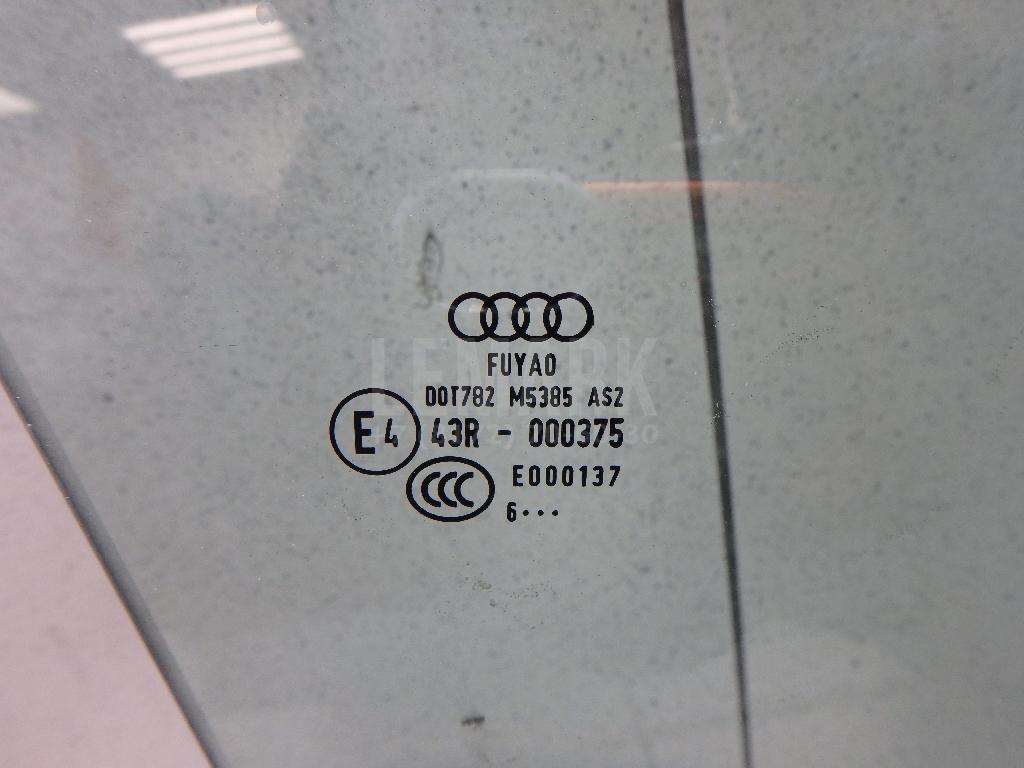 FUYAO
DOT782 M5385 AS2
E4 43R - 000375
CCC E000137
6•••